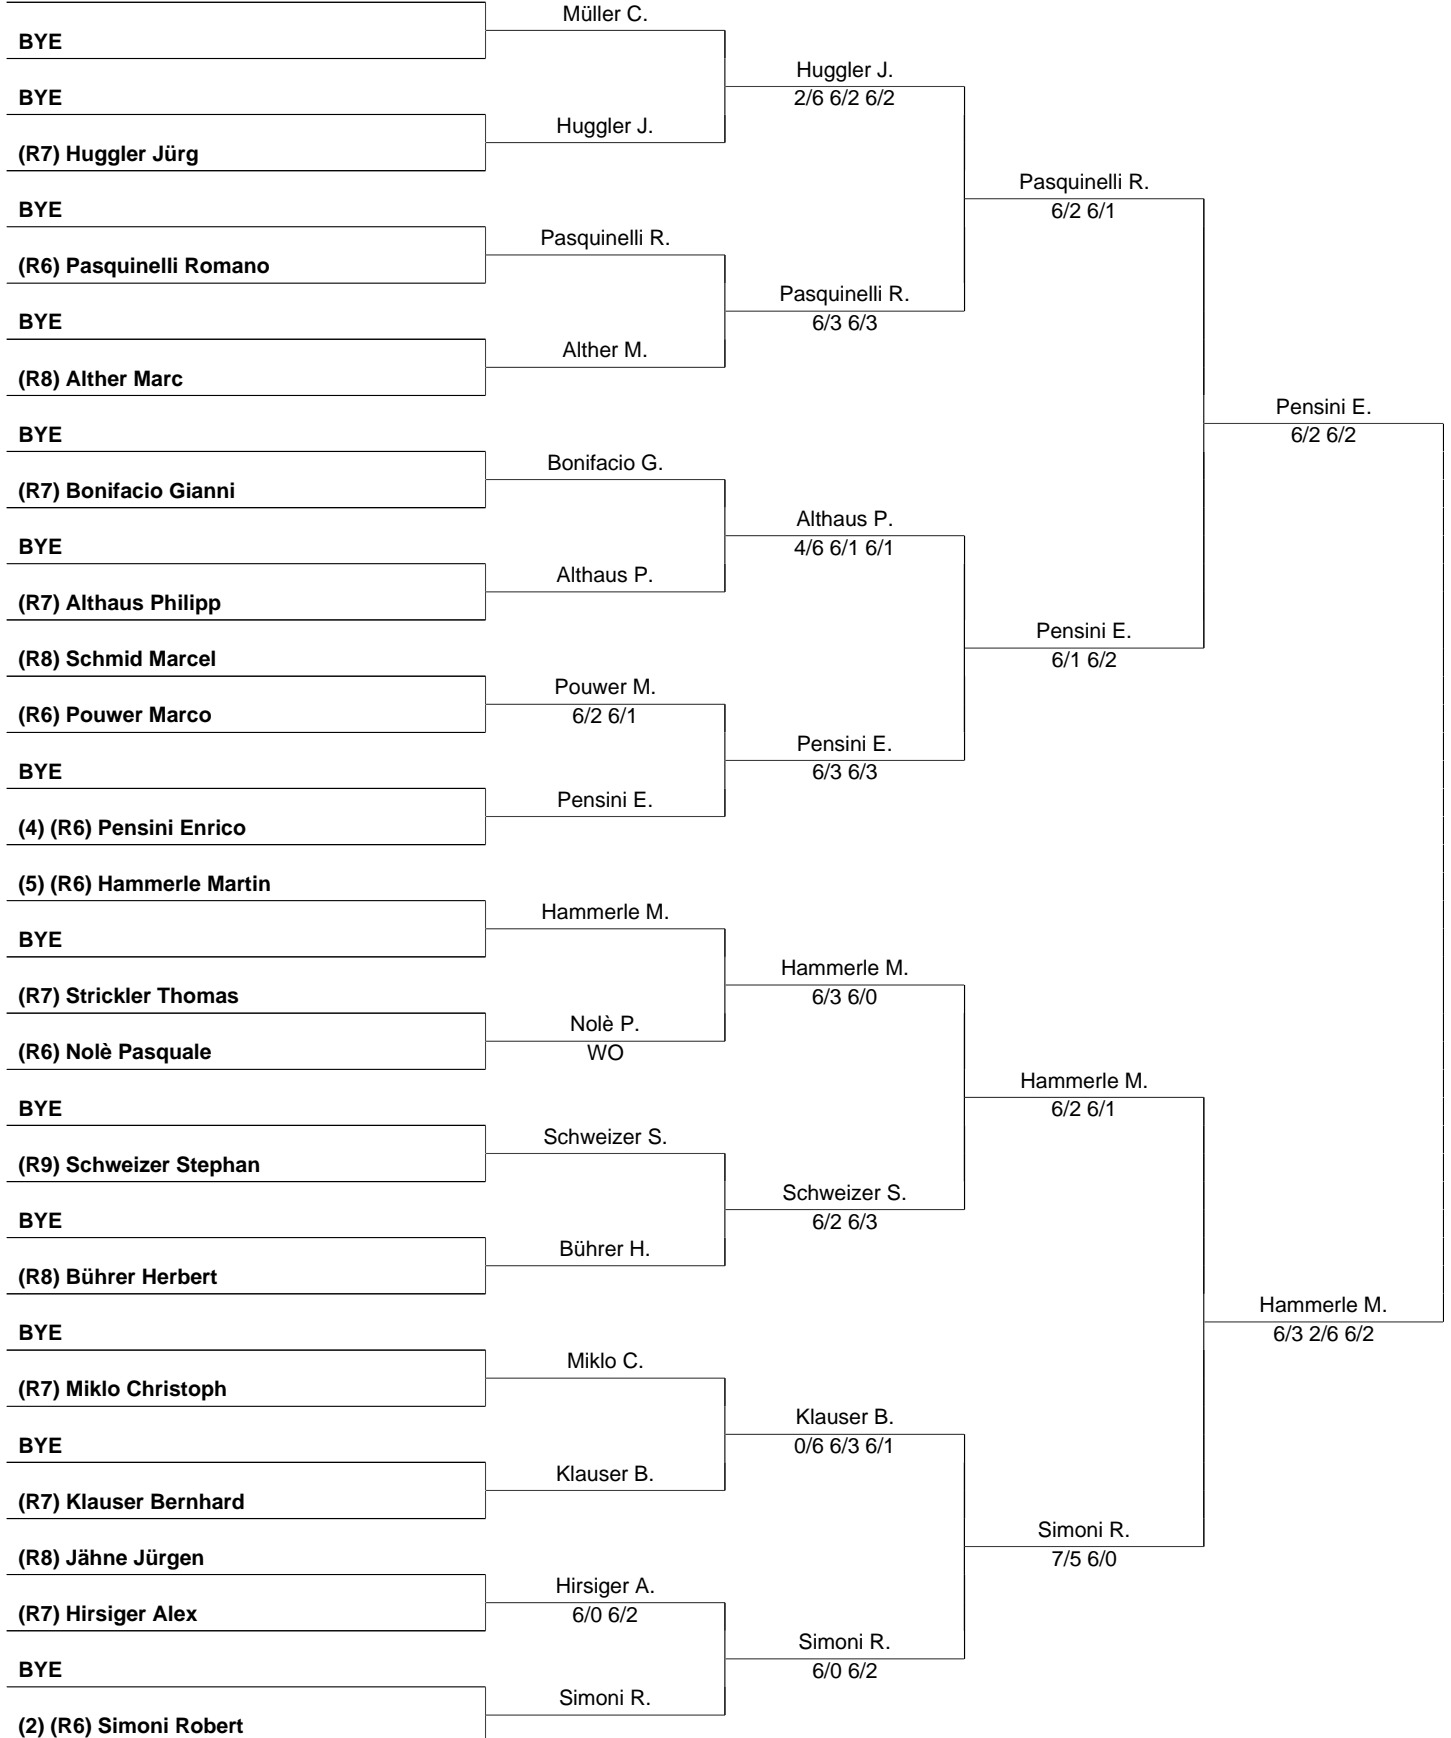 Müller C.
BYE
Huggler J.
2/6 6/2 6/2
BYE
Huggler J.
(R7) Huggler Jürg
Pasquinelli R.
6/2 6/1
BYE
Pasquinelli R.
(R6) Pasquinelli Romano
Pasquinelli R.
6/3 6/3
BYE
Alther M.
(R8) Alther Marc
Pensini E.
6/2 6/2
BYE
Bonifacio G.
(R7) Bonifacio Gianni
Althaus P.
4/6 6/1 6/1
BYE
Althaus P.
(R7) Althaus Philipp
Pensini E.
6/1 6/2
(R8) Schmid Marcel
Pouwer M.
6/2 6/1
(R6) Pouwer Marco
Pensini E.
6/3 6/3
BYE
Pensini E.
(4) (R6) Pensini Enrico
(5) (R6) Hammerle Martin
Hammerle M.
BYE
Hammerle M.
6/3 6/0
(R7) Strickler Thomas
Nolè P.
WO
(R6) Nolè Pasquale
Hammerle M.
6/2 6/1
BYE
Schweizer S.
(R9) Schweizer Stephan
Schweizer S.
6/2 6/3
BYE
Bührer H.
(R8) Bührer Herbert
Hammerle M.
6/3 2/6 6/2
BYE
Miklo C.
(R7) Miklo Christoph
Klauser B.
0/6 6/3 6/1
BYE
Klauser B.
(R7) Klauser Bernhard
Simoni R.
7/5 6/0
(R8) Jähne Jürgen
Hirsiger A.
6/0 6/2
(R7) Hirsiger Alex
Simoni R.
6/0 6/2
BYE
Simoni R.
(2) (R6) Simoni Robert